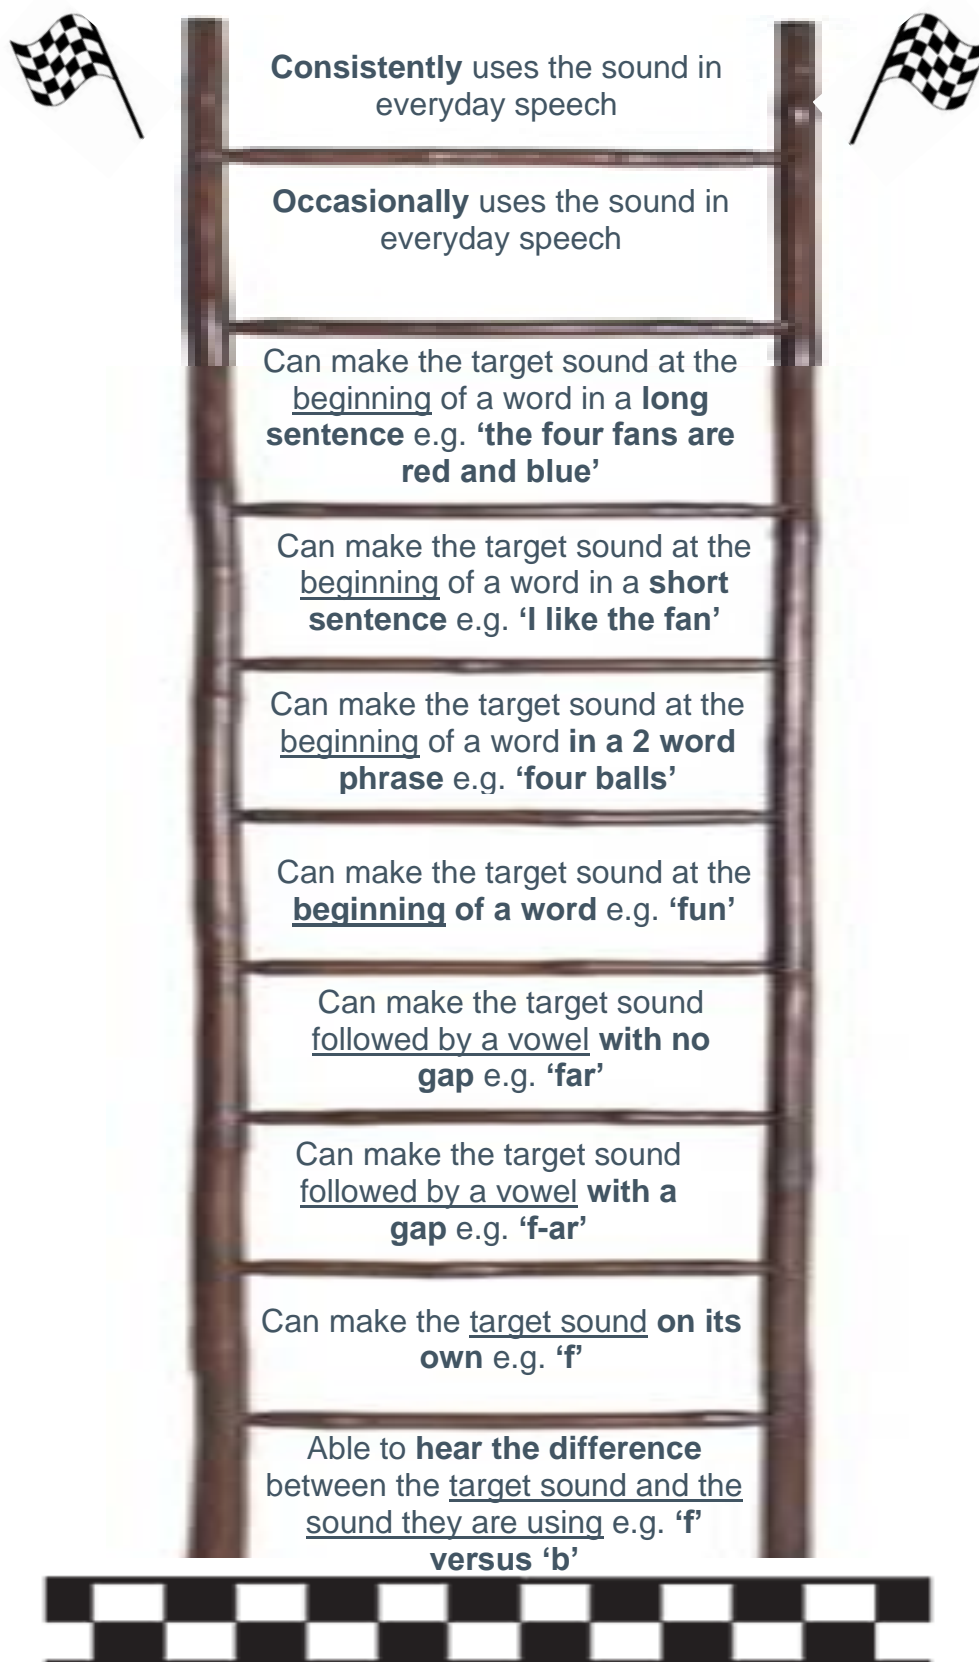 Consistently uses the sound in
everyday speech
Occasionally uses the sound in
everyday speech
Can make the target sound at the
beginning of a word in a long
sentence e.g. ‘the four fans are
red and blue’
Can make the target sound at the
beginning of a word in a short
sentence e.g. ‘I like the fan’
Can make the target sound at the
beginning of a word in a 2 word
phrase e.g. ‘four balls’
Can make the target sound at the
beginning of a word e.g. ‘fun’
Can make the target sound
followed by a vowel with no
gap e.g. ‘far’
Can make the target sound
followed by a vowel with a
gap e.g. ‘f-ar’
Can make the target sound on its
own e.g. ‘f’
Able to hear the difference
between the target sound and the
sound they are using e.g. ‘f’
versus ‘b’